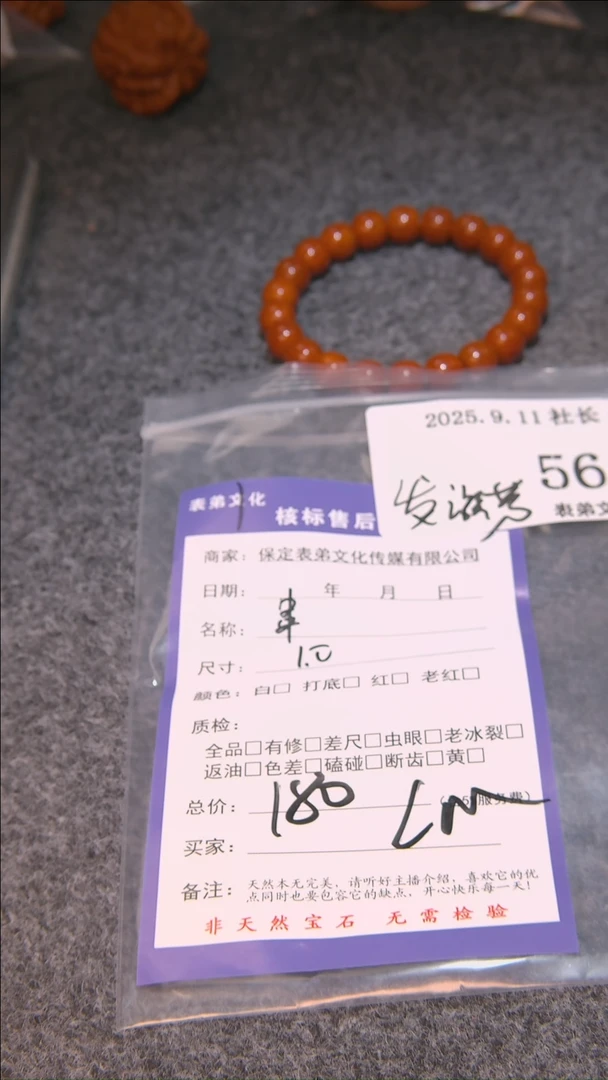 2025.9.11 社长
56
表弟文
表弟文化
核标售后
商家: 保定表弟文化传媒有限公司
日期: 年 月 日
名称:
尺寸: 1.0
颜色: 白□ 打底□ 红□ 老红□
质检:
全品□有修□差尺□虫眼□老冰裂□
返油□色差□磕碰□断齿□黄□
总价: 180 服务费)
买家:
备注: 天然本无完美, 请听好主播介绍, 喜欢它的优
点同时也要包容它的缺点, 开心快乐每一天!
非天然宝石 无需检验